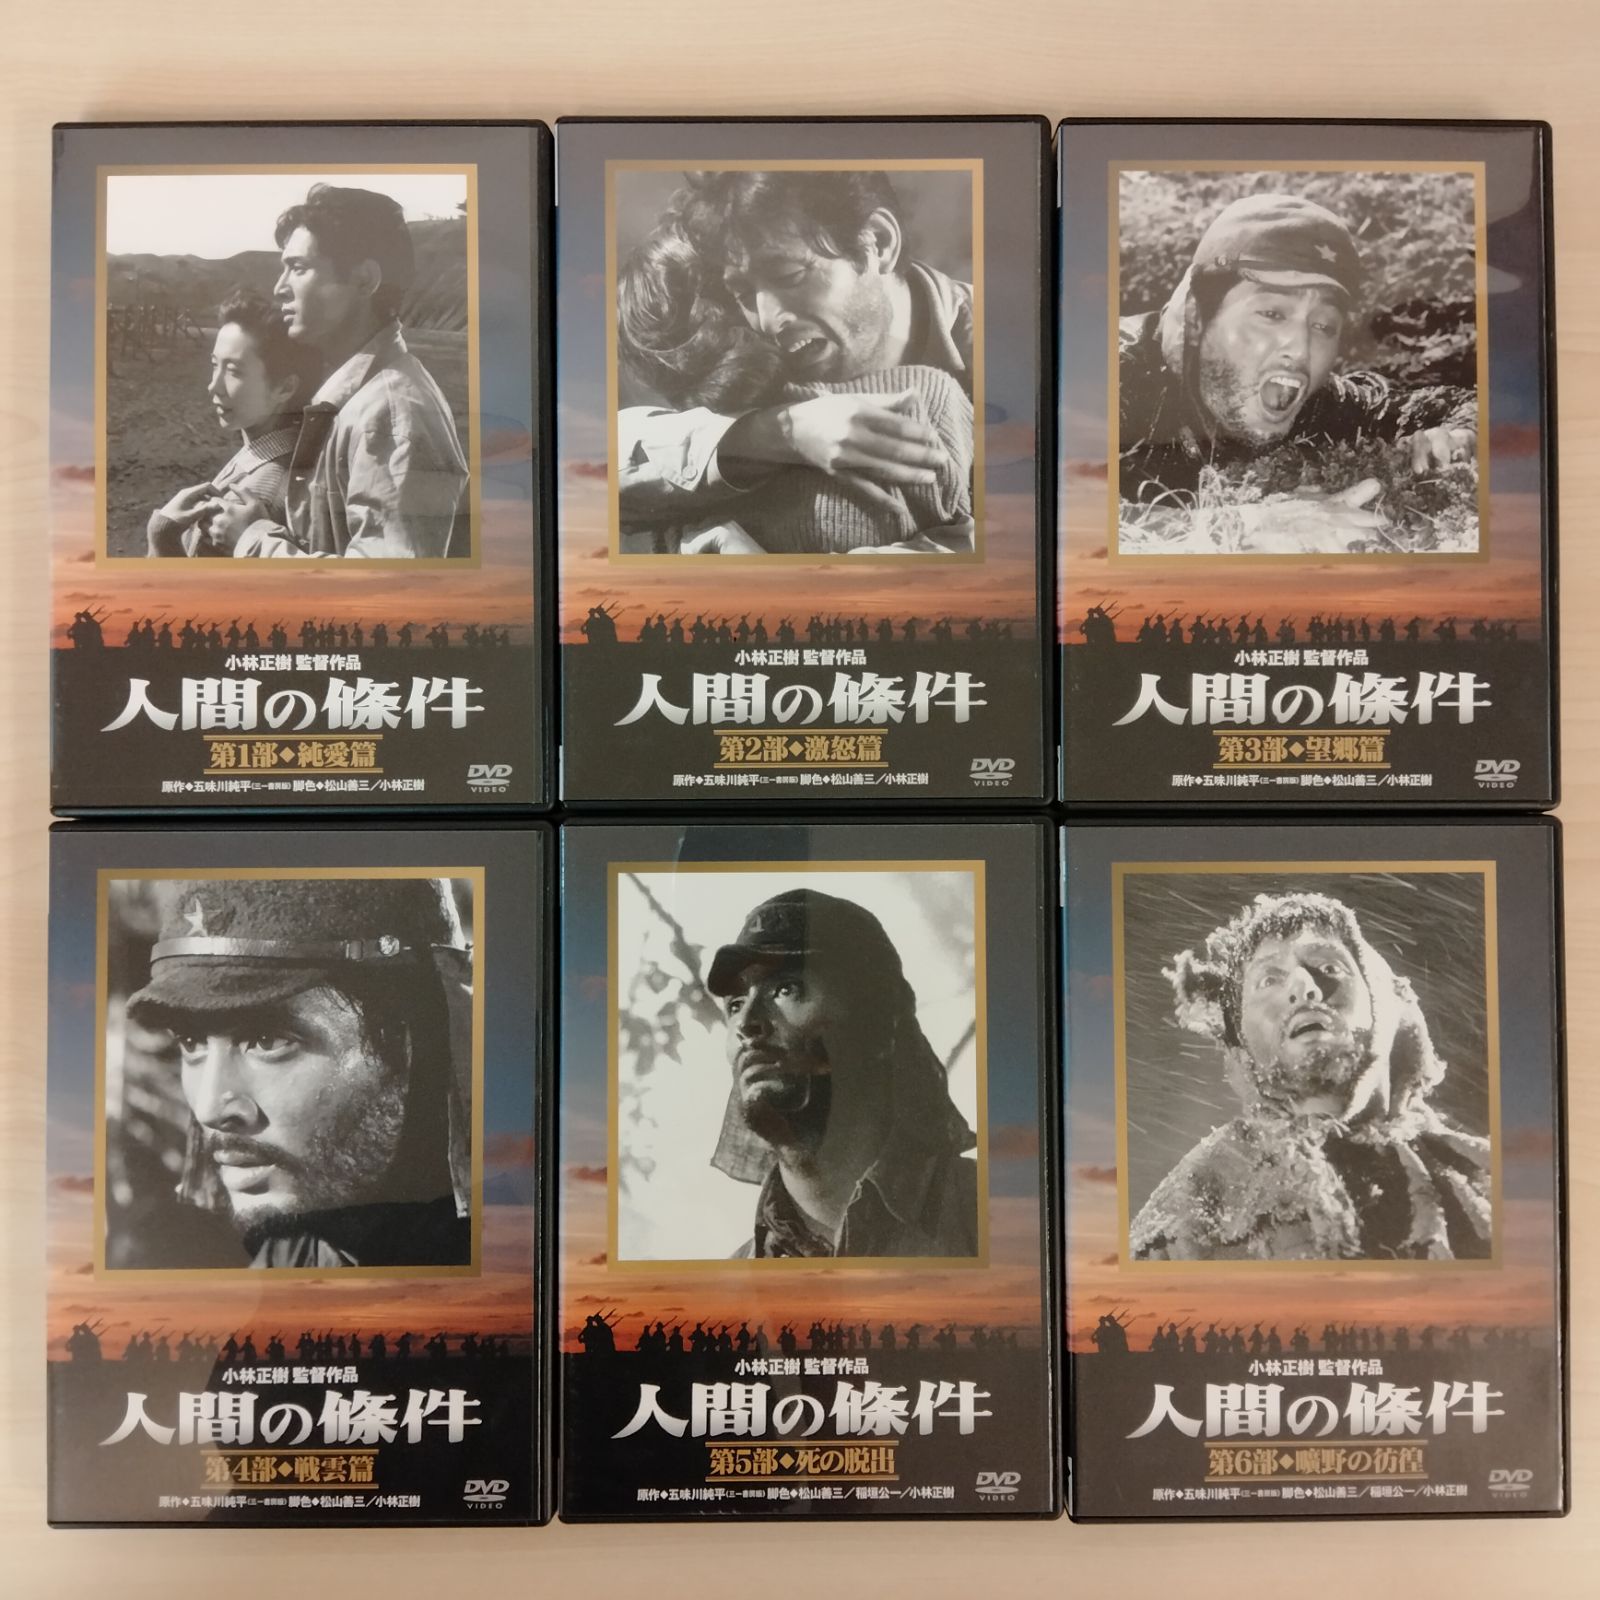 小林正樹 監督作品
人間の條件
第1部◆純愛篇
DVD
VIDEO
原作◆五味川純平(三一書房版) 脚色◆松山善三/小林正樹
小林正樹 監督作品
人間の條件
第2部◆激怒篇
DVD
VIDEO
原作◆五味川純平(三一書房版) 脚色◆松山善三/小林正樹
小林正樹 監督作品
人間の條件
第3部◆望郷篇
DVD
VIDEO
原作◆五味川純平(三一書房版) 脚色◆松山善三/小林正樹
小林正樹 監督作品
人間の條件
第4部◆戦雲篇
DVD
VIDEO
原作◆五味川純平(三一書房版) 脚色◆松山善三/小林正樹
小林正樹 監督作品
人間の條件
第5部◆死の脱出
DVD
VIDEO
原作◆五味川純平(三一書房版) 脚色◆松山善三/稲垣公一/小林正樹
小林正樹 監督作品
人間の條件
第6部◆曠野の彷徨
DVD
VIDEO
原作◆五味川純平(三一書房版) 脚色◆松山善三/稲垣公一/小林正樹